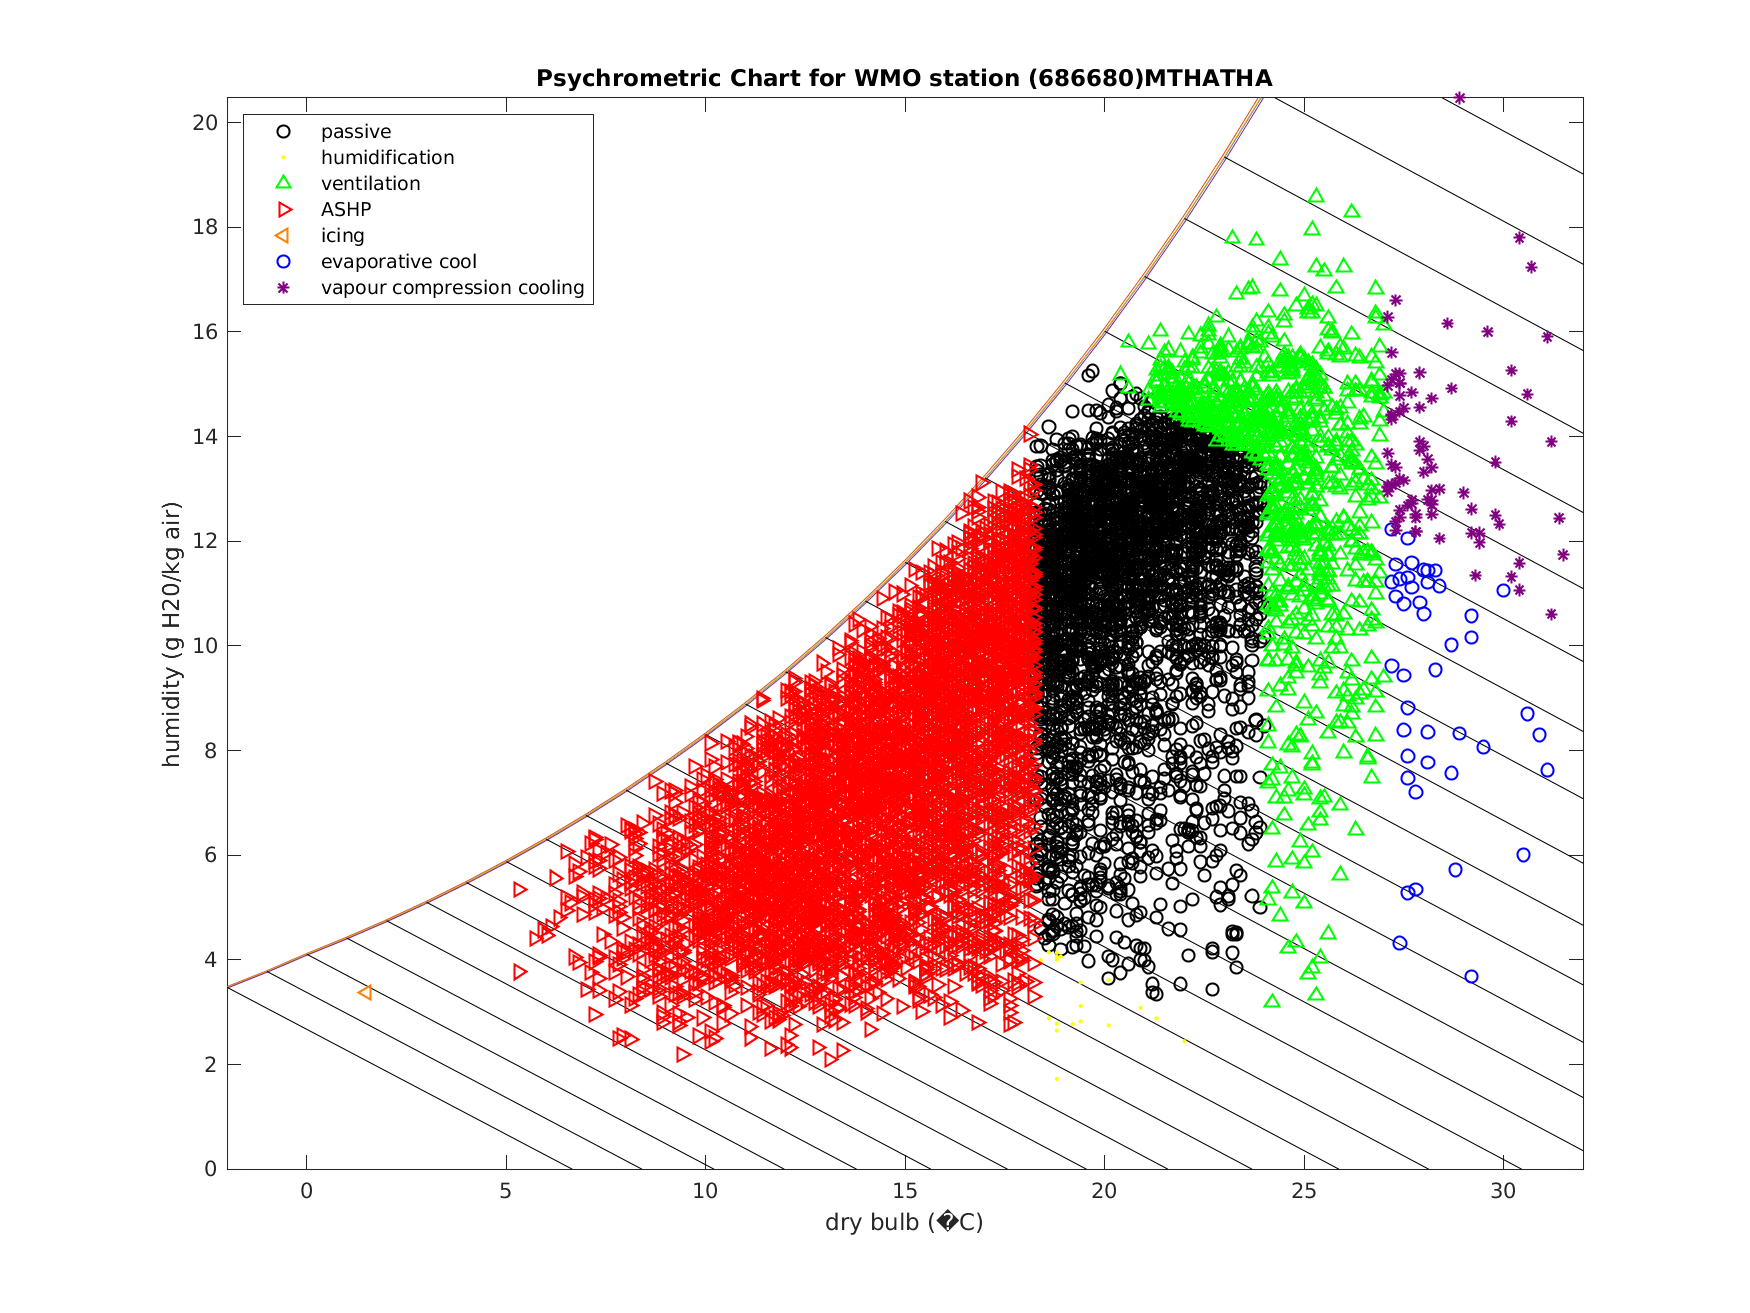 Psychrometric Chart for WMO station (686680)MTHATHA
passive
humidification
ventilation
ASHP
icing
evaporative cool
vapour compression cooling
humidity (g H20/kg air)
20
18
16
14
12
10
8
6
4
2
0
0 5 10 15 20 25 30
dry bulb (�C)